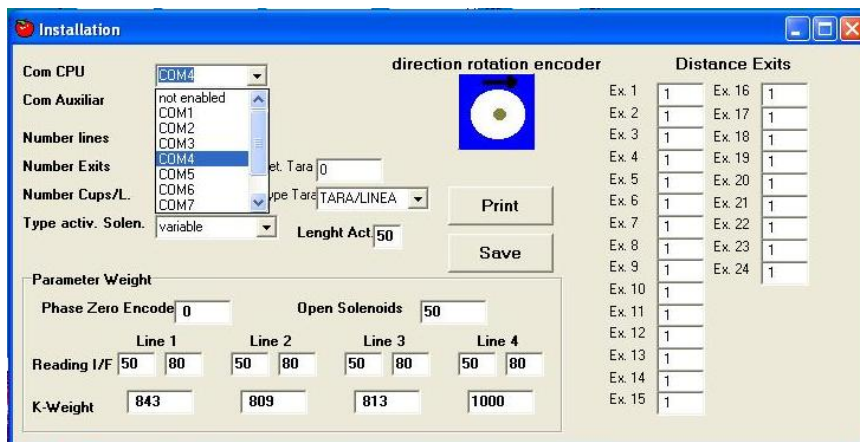 Installation
direction rotation encoder
Distance Exits
Com CPU COM4
Com Auxiliar
not enabled
COM1
COM2
COM3
COM4
COM5
COM6
COM7
Number lines
Number Exits
et. Tara 0
Number Cups/L.
ype Tara TARA/LINEA
Type activ. Solen. variable
Lenght Act. 50
Print
Save
Parameter Weight
Phase Zero Encode 0
Open Solenoids 50
Line 1 Line 2 Line 3 Line 4
Reading I/F 50 80 50 80 50 80 50 80
K-Weight 843 809 813 1000
Ex. 1 1 Ex. 16 1
Ex. 2 1 Ex. 17 1
Ex. 3 1 Ex. 18 1
Ex. 4 1 Ex. 19 1
Ex. 5 1 Ex. 20 1
Ex. 6 1 Ex. 21 1
Ex. 7 1 Ex. 22 1
Ex. 8 1 Ex. 23 1
Ex. 9 1 Ex. 24 1
Ex. 10 1
Ex. 11 1
Ex. 12 1
Ex. 13 1
Ex. 14 1
Ex. 15 1